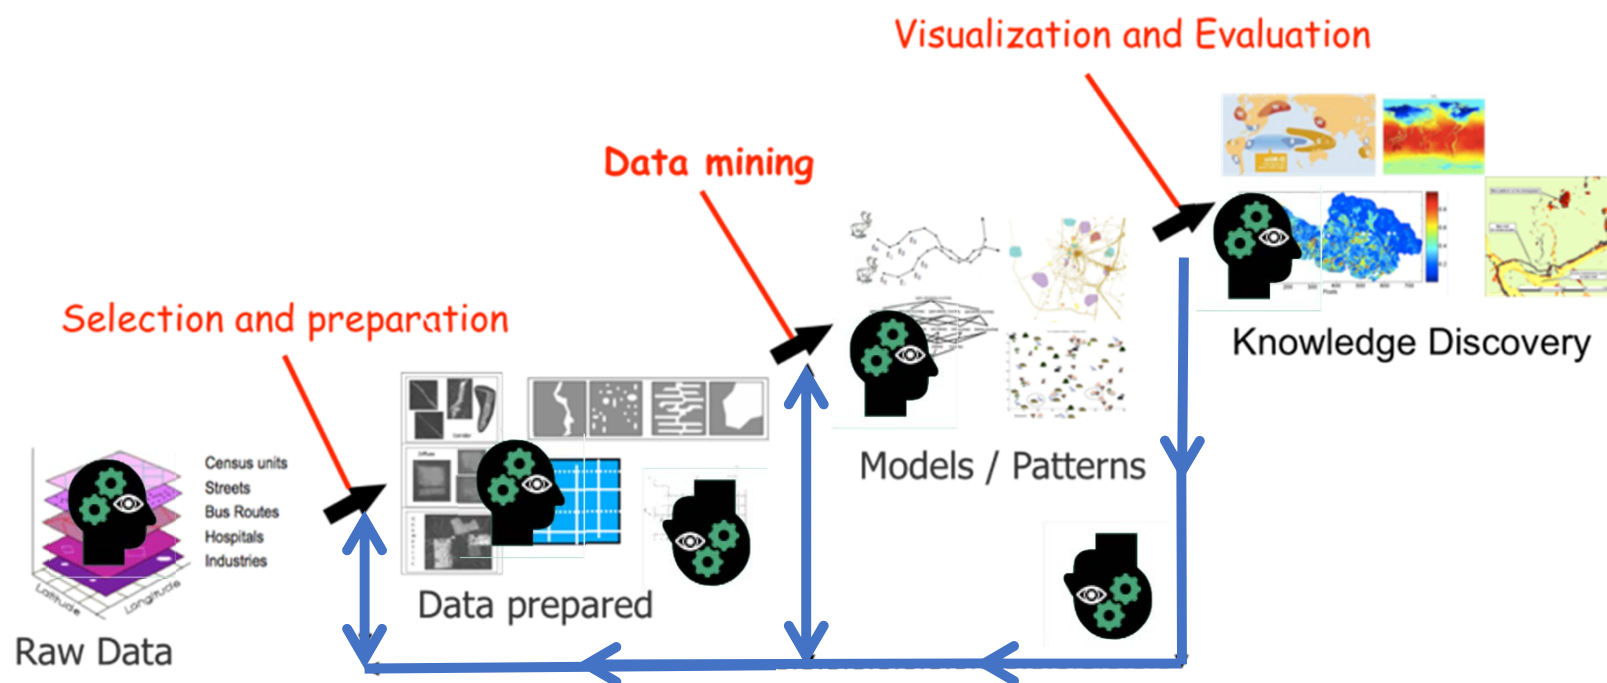 Visualization and Evaluation
Data mining
Selection and preparation
Knowledge Discovery
Models / Patterns
Data prepared
Raw Data
Census units
Streets
Bus Routes
Hospitals
Industries
Latitude
Longitude
Diffuse